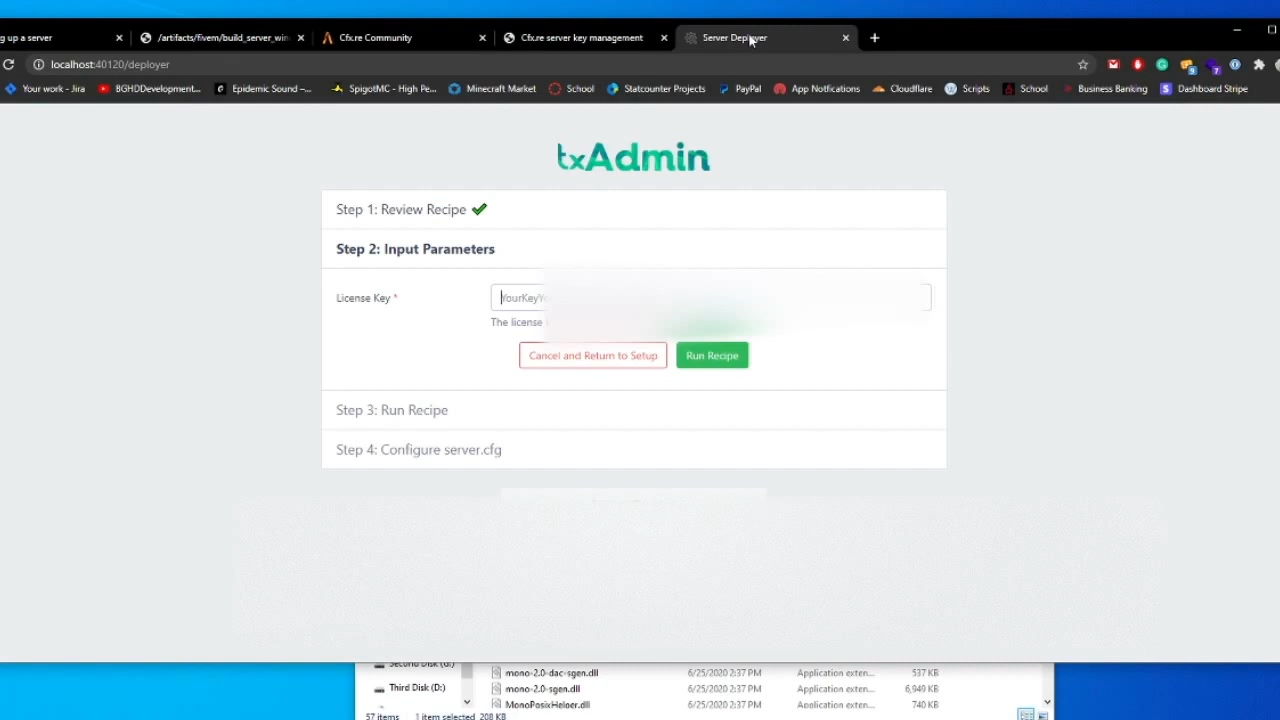 g up a server
/artifacts/fivem/build_server_win
Cfx.re Community
Cfx.re server key management
Server Deployer
localhost:40120/deployer
Your work - Jira
BGHDDevelopment...
Epidemic Sound –...
SpigotMC - High Pe...
Minecraft Market
School
Statcounter Projects
PayPal
App Notfications
Cloudflare
Scripts
School
Business Banking
Dashboard Stripe
txAdmin
Step 1: Review Recipe
Step 2: Input Parameters
License Key *
The license
Cancel and Return to Setup
Run Recipe
Step 3: Run Recipe
Step 4: Configure server.cfg
Second Disk (G:)
Third Disk (D:)
mono-2.0-dac-sgen.dll 6/25/2020 2:37 PM Application exten... 537 KB
mono-2.0-sgen.dll 6/25/2020 2:37 PM Application exten... 6,949 KB
MonoPosixHelper.dll 6/25/2020 2:37 PM Application exten... 740 KB
57 items 1 item selected 208 KB